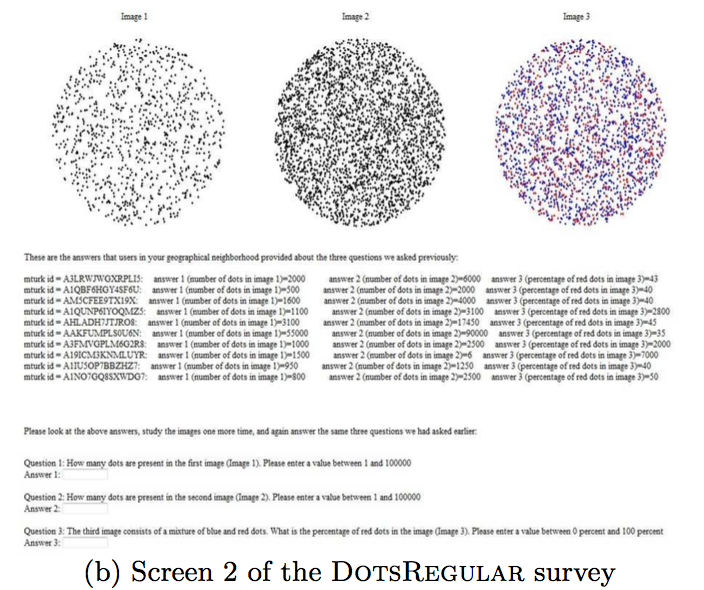 Image 1 Image 2 Image 3
These are the answers that users in your geographical neighborhood provided about the three questions we asked previously:
mturk id = A3LRWJWGXRPLI5: answer 1 (number of dots in image 1)=2000 answer 2 (number of dots in image 2)=6000 answer 3 (percentage of red dots in image 3)=43
mturk id = A1QBF6HGY4SF6U: answer 1 (number of dots in image 1)=500 answer 2 (number of dots in image 2)=2000 answer 3 (percentage of red dots in image 3)=40
mturk id = AM5CFEE9TX19X: answer 1 (number of dots in image 1)=1600 answer 2 (number of dots in image 2)=4000 answer 3 (percentage of red dots in image 3)=40
mturk id = A1QUNP6IYOQMZ5: answer 1 (number of dots in image 1)=1100 answer 2 (number of dots in image 2)=3100 answer 3 (percentage of red dots in image 3)=2800
mturk id = AHLADH7JTJRO8: answer 1 (number of dots in image 1)=3100 answer 2 (number of dots in image 2)=17450 answer 3 (percentage of red dots in image 3)=45
mturk id = AAKFUMPLS0U6N: answer 1 (number of dots in image 1)=55000 answer 2 (number of dots in image 2)=90000 answer 3 (percentage of red dots in image 3)=35
mturk id = A3FMVGPLM6G2R8: answer 1 (number of dots in image 1)=1000 answer 2 (number of dots in image 2)=2500 answer 3 (percentage of red dots in image 3)=2000
mturk id = A19ICM3KNMLUYR: answer 1 (number of dots in image 1)=1500 answer 2 (number of dots in image 2)=6 answer 3 (percentage of red dots in image 3)=7000
mturk id = A1IU5OP7BBZHZ7: answer 1 (number of dots in image 1)=950 answer 2 (number of dots in image 2)=1250 answer 3 (percentage of red dots in image 3)=40
mturk id = A1NO7GQ8SXWDG7: answer 1 (number of dots in image 1)=800 answer 2 (number of dots in image 2)=2500 answer 3 (percentage of red dots in image 3)=50
Please look at the above answers, study the images one more time, and again answer the same three questions we had asked earlier:
Question 1: How many dots are present in the first image (Image 1). Please enter a value between 1 and 100000
Answer 1:
Question 2: How many dots are present in the second image (Image 2). Please enter a value between 1 and 100000
Answer 2:
Question 3: The third image consists of a mixture of blue and red dots. What is the percentage of red dots in the image (Image 3). Please enter a value between 0 percent and 100 percent
Answer 3:
(b) Screen 2 of the DOTSREGULAR survey